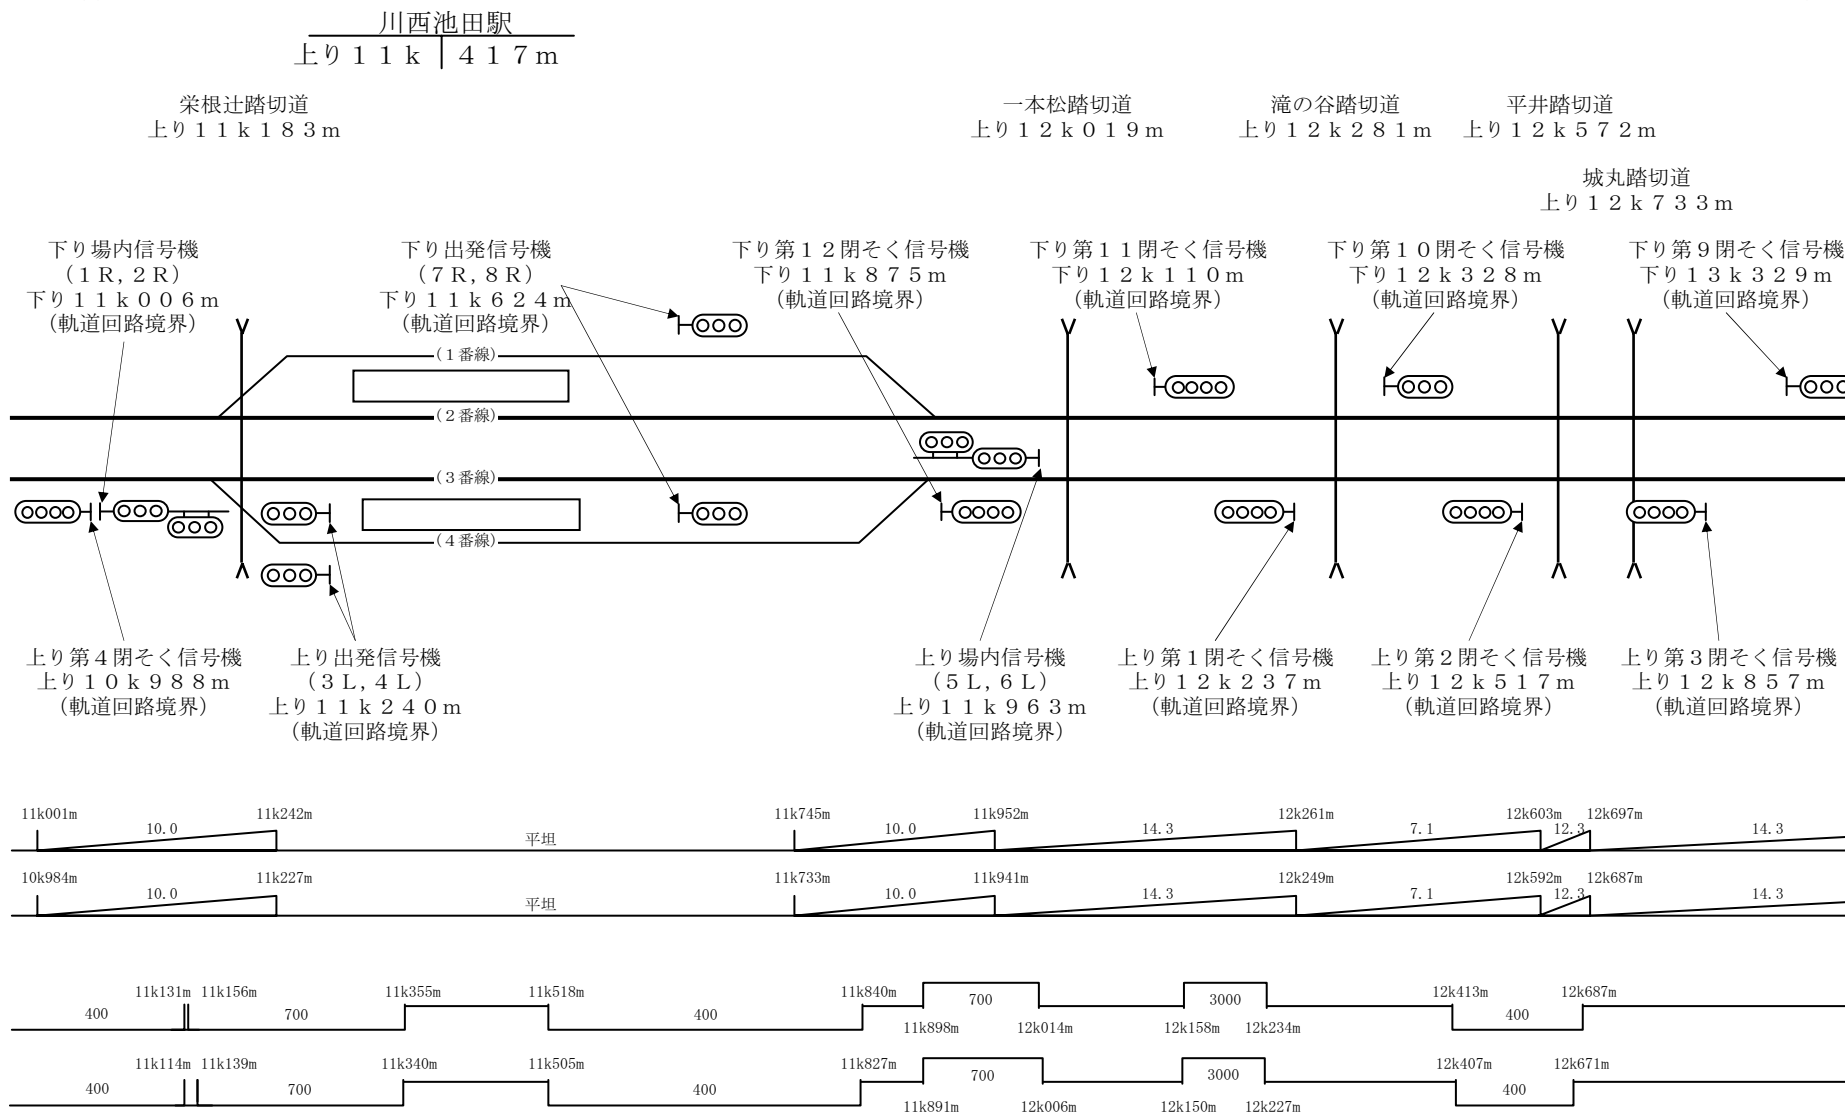 川西池田駅
上り１１ｋ ４１７ｍ
栄根辻踏切道
上り１１ｋ１８３ｍ
一本松踏切道
上り１２ｋ０１９ｍ
滝の谷踏切道
上り１２ｋ２８１ｍ
平井踏切道
上り１２ｋ５７２ｍ
城丸踏切道
上り１２ｋ７３３ｍ
下り場内信号機
（１Ｒ，２Ｒ）
下り１１ｋ００６ｍ
（軌道回路境界）
下り出発信号機
（７Ｒ，８Ｒ）
下り１１ｋ６２４ｍ
（軌道回路境界）
下り第１２閉そく信号機
下り１１ｋ８７５ｍ
（軌道回路境界）
下り第１１閉そく信号機
下り１２ｋ１１０ｍ
（軌道回路境界）
下り第１０閉そく信号機
下り１２ｋ３２８ｍ
（軌道回路境界）
下り第９閉そく信号機
下り１３ｋ３２９ｍ
（軌道回路境界）
（１番線）
（２番線）
（３番線）
（４番線）
上り第４閉そく信号機
上り１０ｋ９８８ｍ
（軌道回路境界）
上り出発信号機
（３Ｌ，４Ｌ）
上り１１ｋ２４０ｍ
（軌道回路境界）
上り場内信号機
（５Ｌ，６Ｌ）
上り１１ｋ９６３ｍ
（軌道回路境界）
上り第１閉そく信号機
上り１２ｋ２３７ｍ
（軌道回路境界）
上り第２閉そく信号機
上り１２ｋ５１７ｍ
（軌道回路境界）
上り第３閉そく信号機
上り１２ｋ８５７ｍ
（軌道回路境界）
11k001m 11k242m 11k745m 11k952m 12k261m 12k603m 12k697m
10.0 平坦 10.0 14.3 7.1 12.3 14.3
10k984m 11k227m 11k733m 11k941m 12k249m 12k592m 12k687m
10.0 平坦 10.0 14.3 7.1 12.3 14.3
11k131m 11k156m 11k355m 11k518m 11k840m 12k413m 12k687m
400 700 400 700 3000 400
11k898m 12k014m 12k158m 12k234m
11k114m 11k139m 11k340m 11k505m 11k827m 12k407m 12k671m
400 700 400 700 3000 400
11k891m 12k006m 12k150m 12k227m